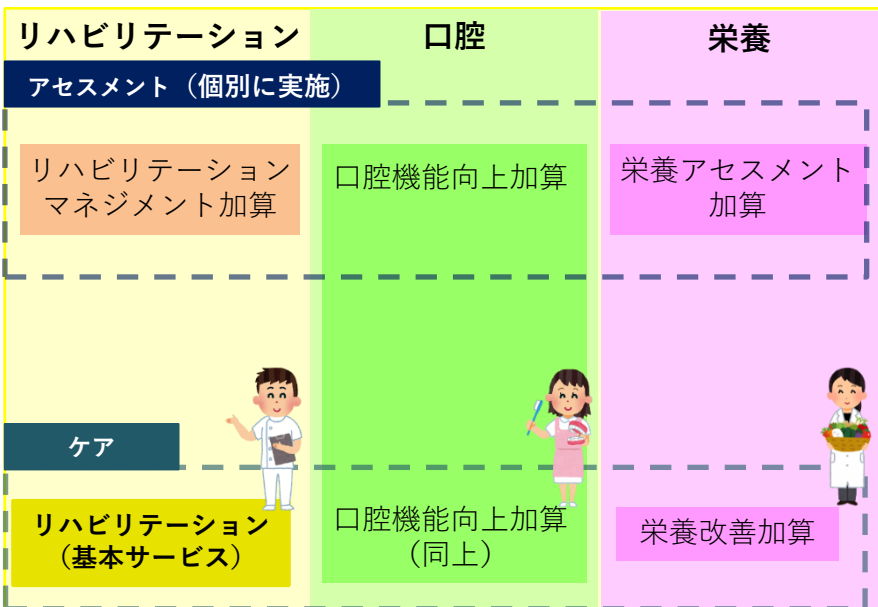 リハビリテーション
口腔
栄養
アセスメント（個別に実施）
リハビリテーション
マネジメント加算
口腔機能向上加算
栄養アセスメント
加算
ケア
リハビリテーション
（基本サービス）
口腔機能向上加算
（同上）
栄養改善加算